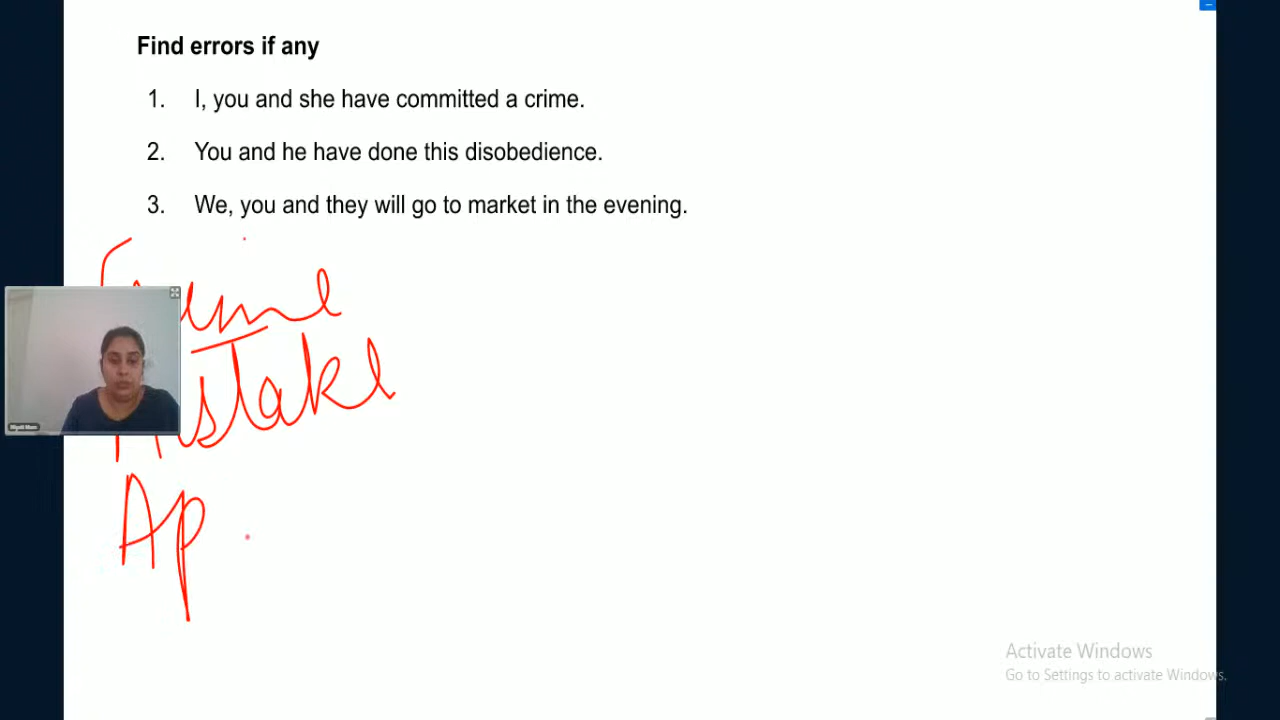 Find errors if any
1. I, you and she have committed a crime.
2. You and he have done this disobedience.
3. We, you and they will go to market in the evening.
Ap
Activate Windows
Go to Settings to activate Windows.